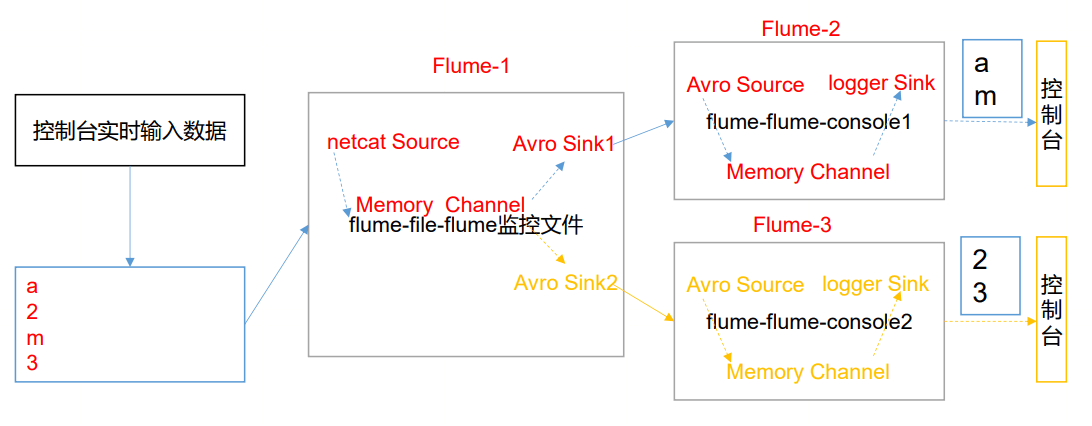 控制台实时输入数据
a
2
m
3
Flume-1
netcat Source
Avro Sink1
Memory Channel
flume-file-flume监控文件
Avro Sink2
Flume-2
Avro Source
logger Sink
flume-flume-console1
Memory Channel
a
m
控制台
Flume-3
Avro Source
logger Sink
flume-flume-console2
Memory Channel
2
3
控制台